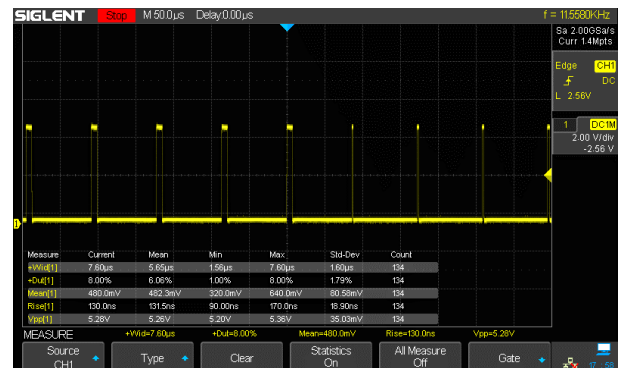 SIGLENT Stop M 50.0µs Delay:0.00µs f = 11.5580KHz
Sa 2.00GSa/s
Curr 1.4Mpts
Edge CH1
DC
L 2.56V
1 DC1M
2.00 V/div
-2.56 V
Measure Current Mean Min Max Std-Dev Count
+Wid[1] 7.60µs 5.65µs 1.56µs 7.60µs 1.60µs 134
+Dut[1] 8.00% 6.06% 1.00% 8.00% 1.79% 134
Mean[1] 480.0mV 482.3mV 320.0mV 640.0mV 80.58mV 134
Rise[1] 130.0ns 131.5ns 90.00ns 170.0ns 18.90ns 134
Vpp[1] 5.28V 5.26V 5.20V 5.36V 35.03mV 134
MEASURE +Wid=7.60µs +Dut=8.00% Mean=480.0mV Rise=130.0ns Vpp=5.28V
Source CH1
Type
Clear
Statistics On
All Measure Off
Gate
17:58